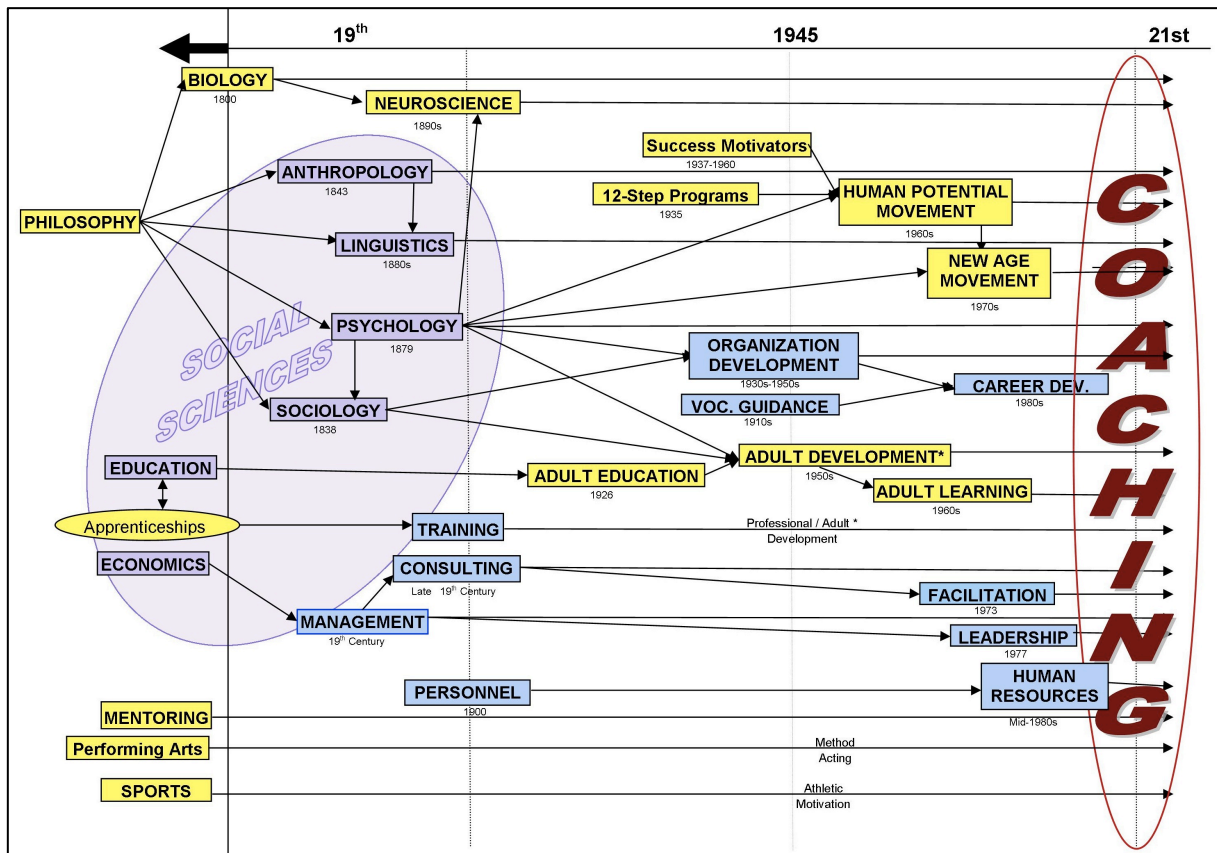 19th
1945
21st
BIOLOGY
1800
NEUROSCIENCE
1890s
Success Motivators
1937-1960
ANTHROPOLOGY
1843
12-Step Programs
1935
HUMAN POTENTIAL
MOVEMENT
1960s
PHILOSOPHY
LINGUISTICS
1880s
NEW AGE
MOVEMENT
1970s
SOCIAL
SCIENCES
PSYCHOLOGY
1879
ORGANIZATION
DEVELOPMENT
1930s-1950s
CAREER DEV.
1980s
VOC. GUIDANCE
1910s
SOCIOLOGY
1838
EDUCATION
ADULT EDUCATION
1926
ADULT DEVELOPMENT*
1950s
ADULT LEARNING
1960s
Apprenticeships
TRAINING
Professional / Adult *
Development
ECONOMICS
CONSULTING
Late 19th Century
FACILITATION
1973
MANAGEMENT
19th Century
LEADERSHIP
1977
PERSONNEL
1900
HUMAN
RESOURCES
Mid-1980s
MENTORING
Performing Arts
Method
Acting
SPORTS
Athletic
Motivation
COACHING